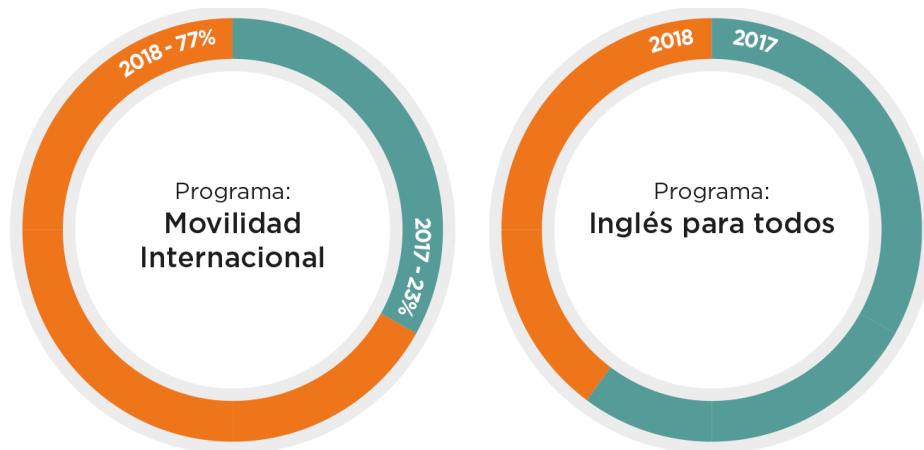 2018 - 77%
2017 - 23%
Programa:
Movilidad
Internacional
2018
2017
Programa:
Inglés para todos